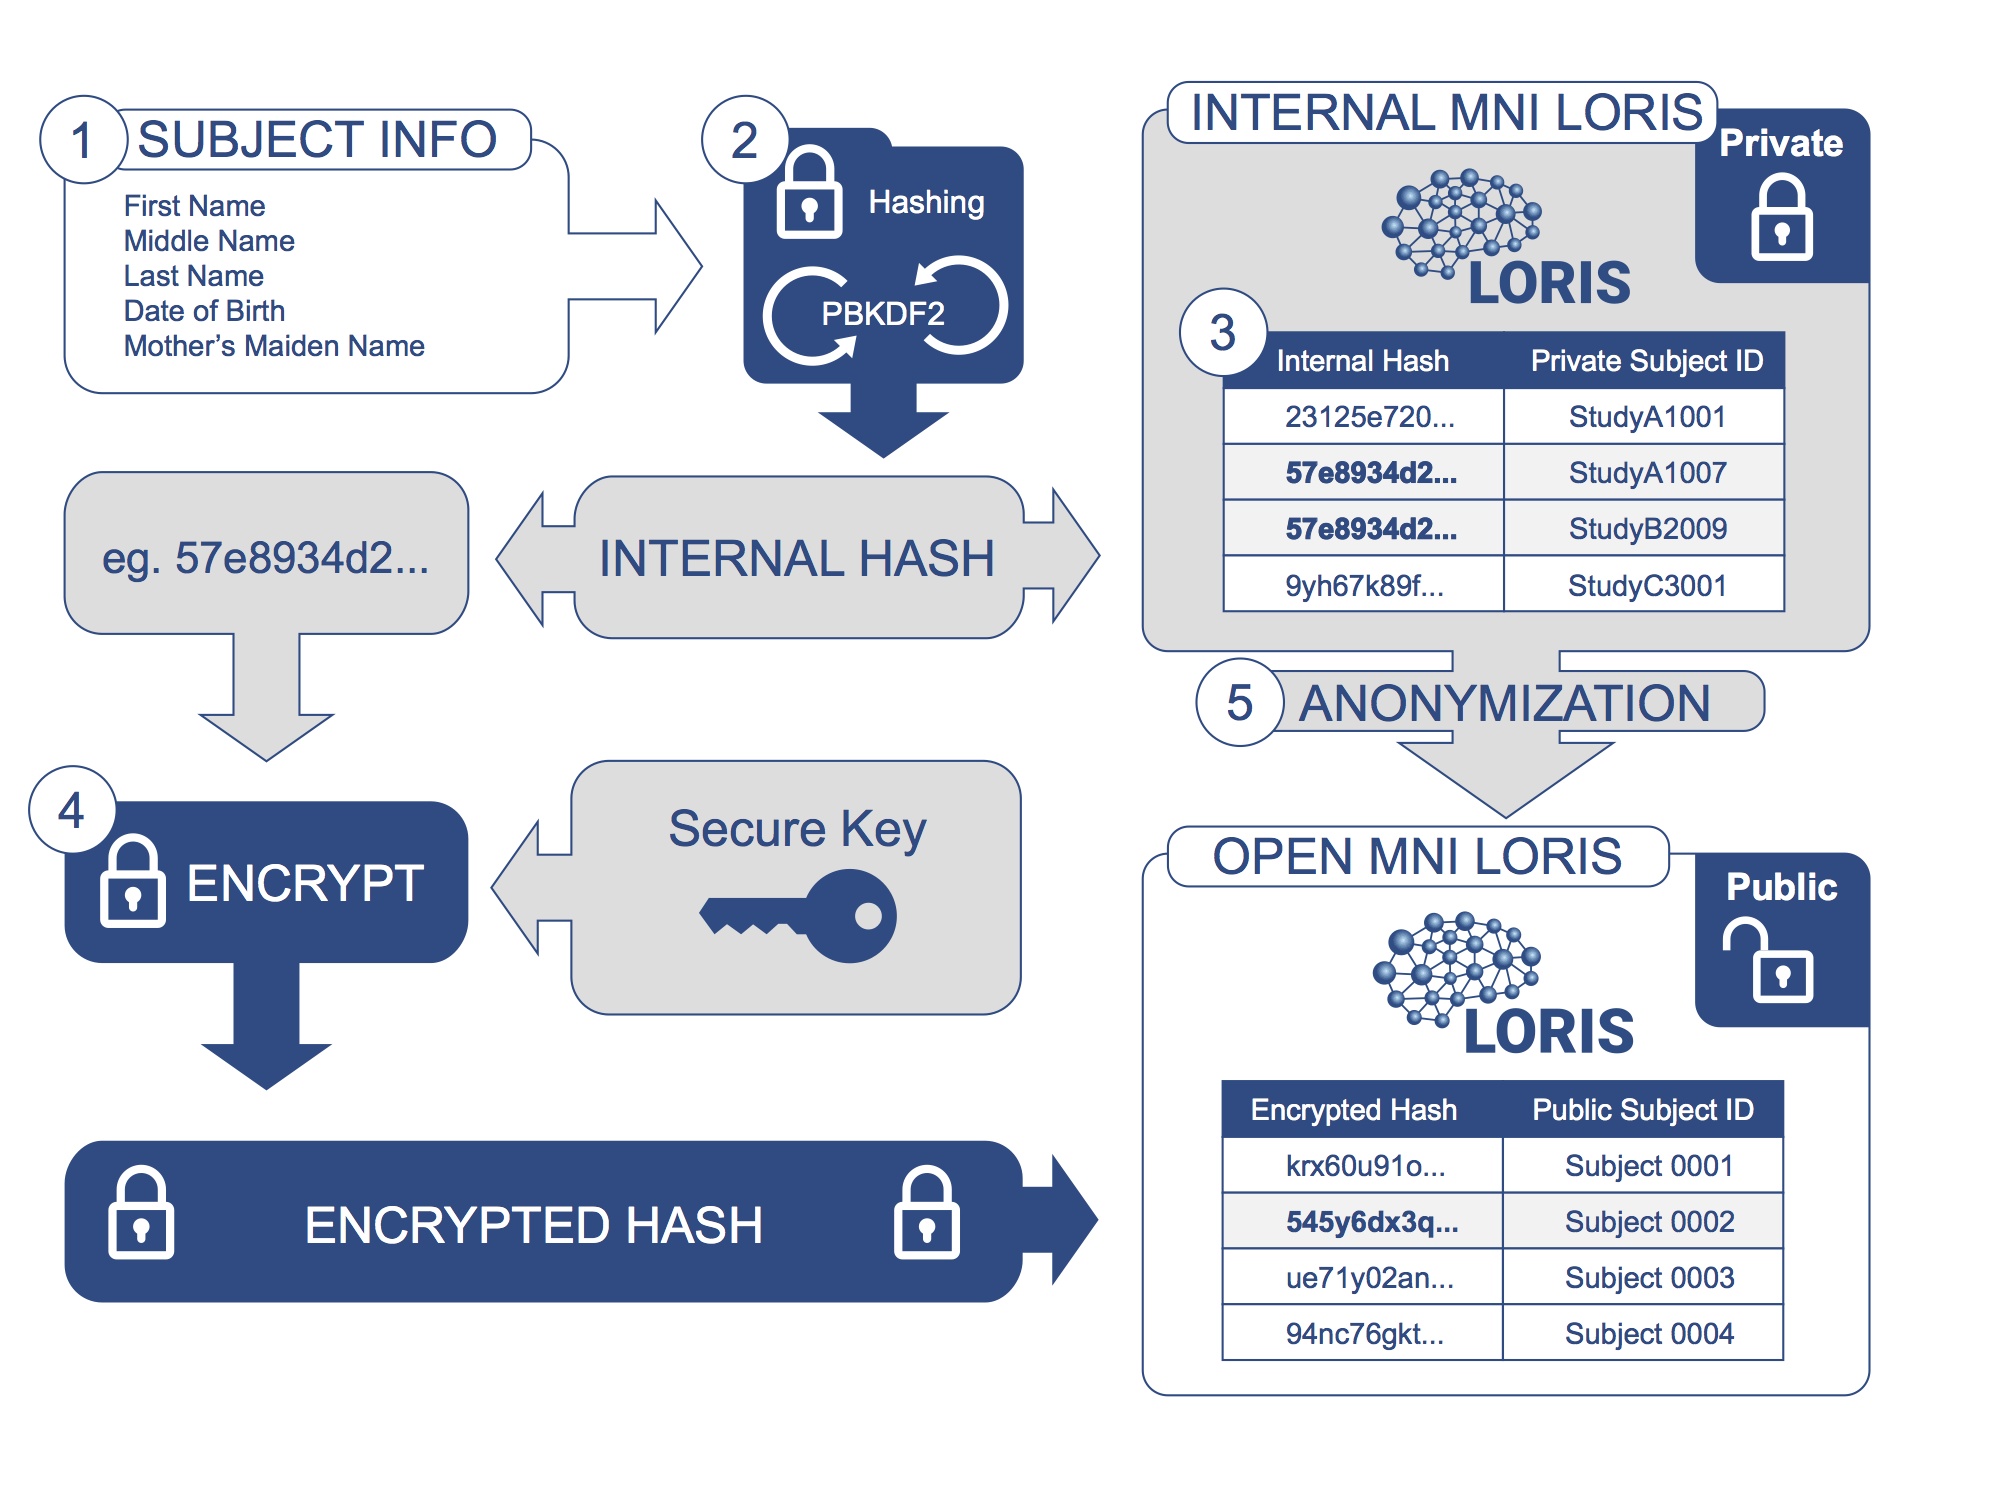 1
SUBJECT INFO
First Name
Middle Name
Last Name
Date of Birth
Mother's Maiden Name
2
Hashing
PBKDF2
INTERNAL HASH
eg. 57e8934d2...
INTERNAL MNI LORIS
Private
LORIS
3
Internal Hash Private Subject ID
23125e720... StudyA1001
57e8934d2... StudyA1007
57e8934d2... StudyB2009
9yh67k89f... StudyC3001
4
ENCRYPT
Secure Key
ENCRYPTED HASH
5
ANONYMIZATION
OPEN MNI LORIS
Public
LORIS
Encrypted Hash Public Subject ID
krx60u91o... Subject 0001
545y6dx3q... Subject 0002
ue71y02an... Subject 0003
94nc76gkt... Subject 0004